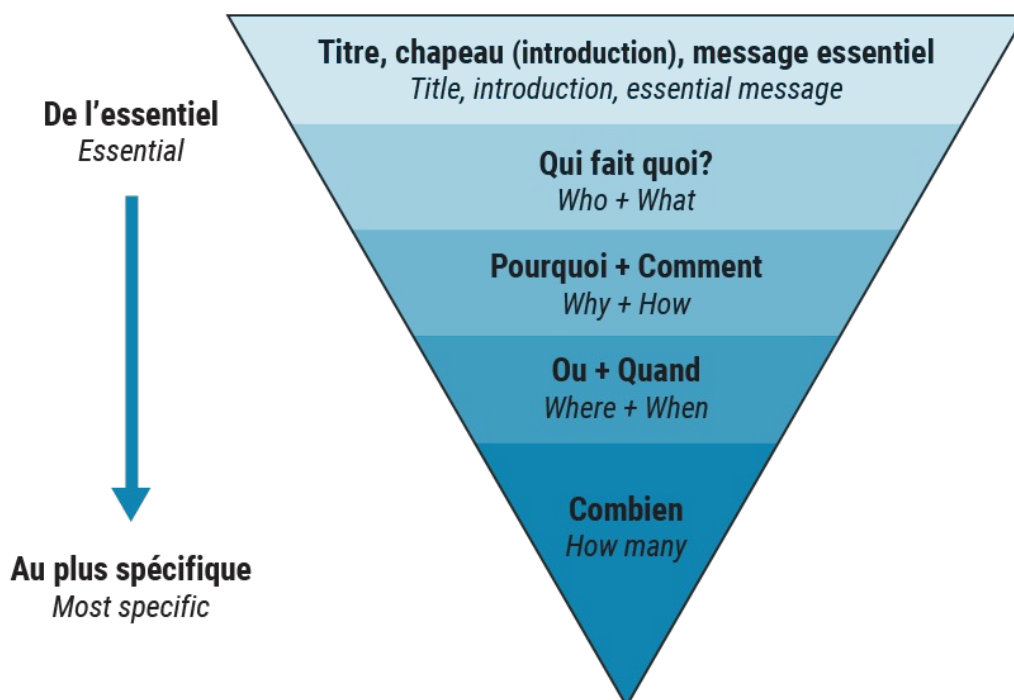 Titre, chapeau (introduction), message essentiel
Title, introduction, essential message
De l’essentiel
Essential
Qui fait quoi?
Who + What
Pourquoi + Comment
Why + How
Ou + Quand
Where + When
Combien
How many
Au plus spécifique
Most specific